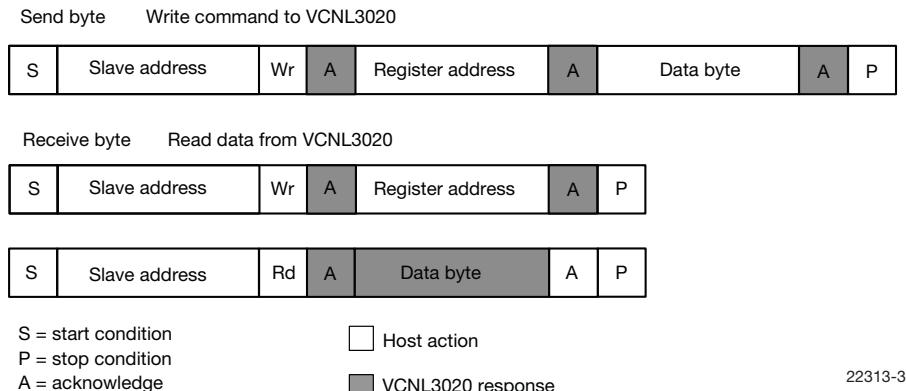 Send byte Write command to VCNL3020
S Slave address Wr A Register address A Data byte A P
Receive byte Read data from VCNL3020
S Slave address Wr A Register address A P
S Slave address Rd A Data byte A P
S = start condition
P = stop condition
A = acknowledge
Host action
VCNL3020 response
22313-3